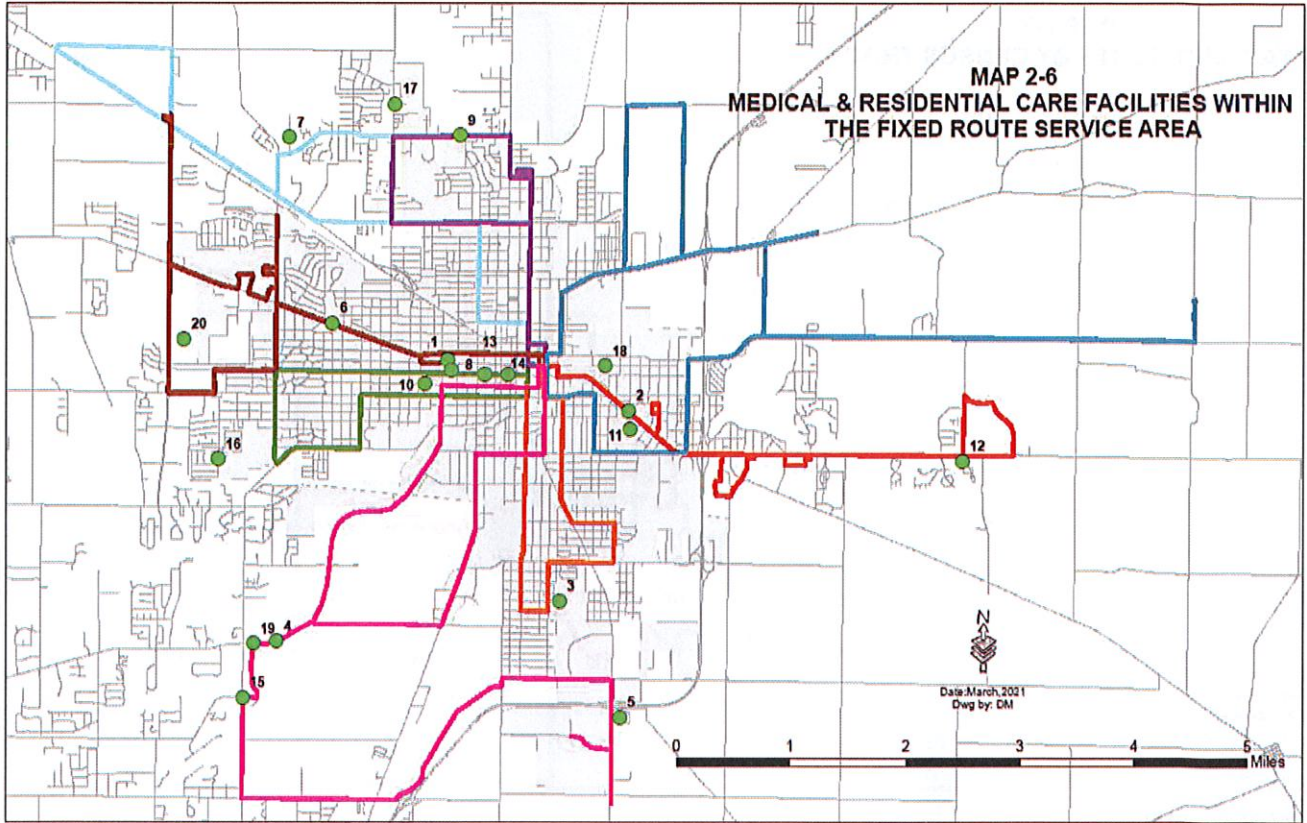 MAP 2-6
MEDICAL & RESIDENTIAL CARE FACILITIES WITHIN
THE FIXED ROUTE SERVICE AREA
17
7
9
6
20
1
13
18
8
14
10
2
11
16
12
3
19
4
N
15
Date:March,2021
Dwg by: DM
5
0 1 2 3 4 5
Miles